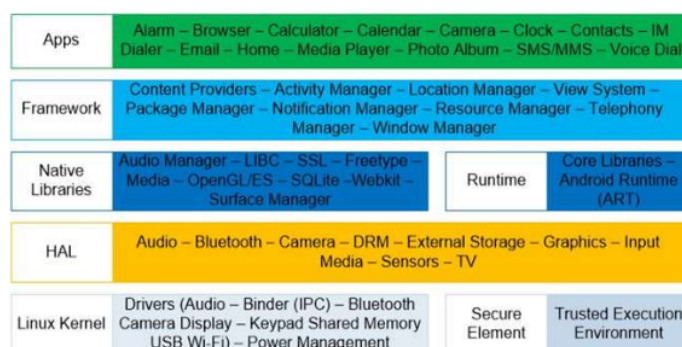 Apps
Alarm – Browser – Calculator – Calendar – Camera – Clock – Contacts – IM
Dialer – Email – Home – Media Player – Photo Album – SMS/MMS – Voice Dial
Framework
Content Providers – Activity Manager – Location Manager – View System –
Package Manager – Notification Manager – Resource Manager – Telephony
Manager – Window Manager
Native
Libraries
Audio Manager – LIBC – SSL – Freetype –
Media – OpenGL/ES – SQLite –Webkit –
Surface Manager
Runtime
Core Libraries –
Android Runtime
(ART)
HAL
Audio – Bluetooth – Camera – DRM – External Storage – Graphics – Input
Media – Sensors – TV
Linux Kernel
Drivers (Audio – Binder (IPC) – Bluetooth
Camera Display – Keypad Shared Memory
USB Wi-Fi) – Power Management
Secure
Element
Trusted Execution
Environment